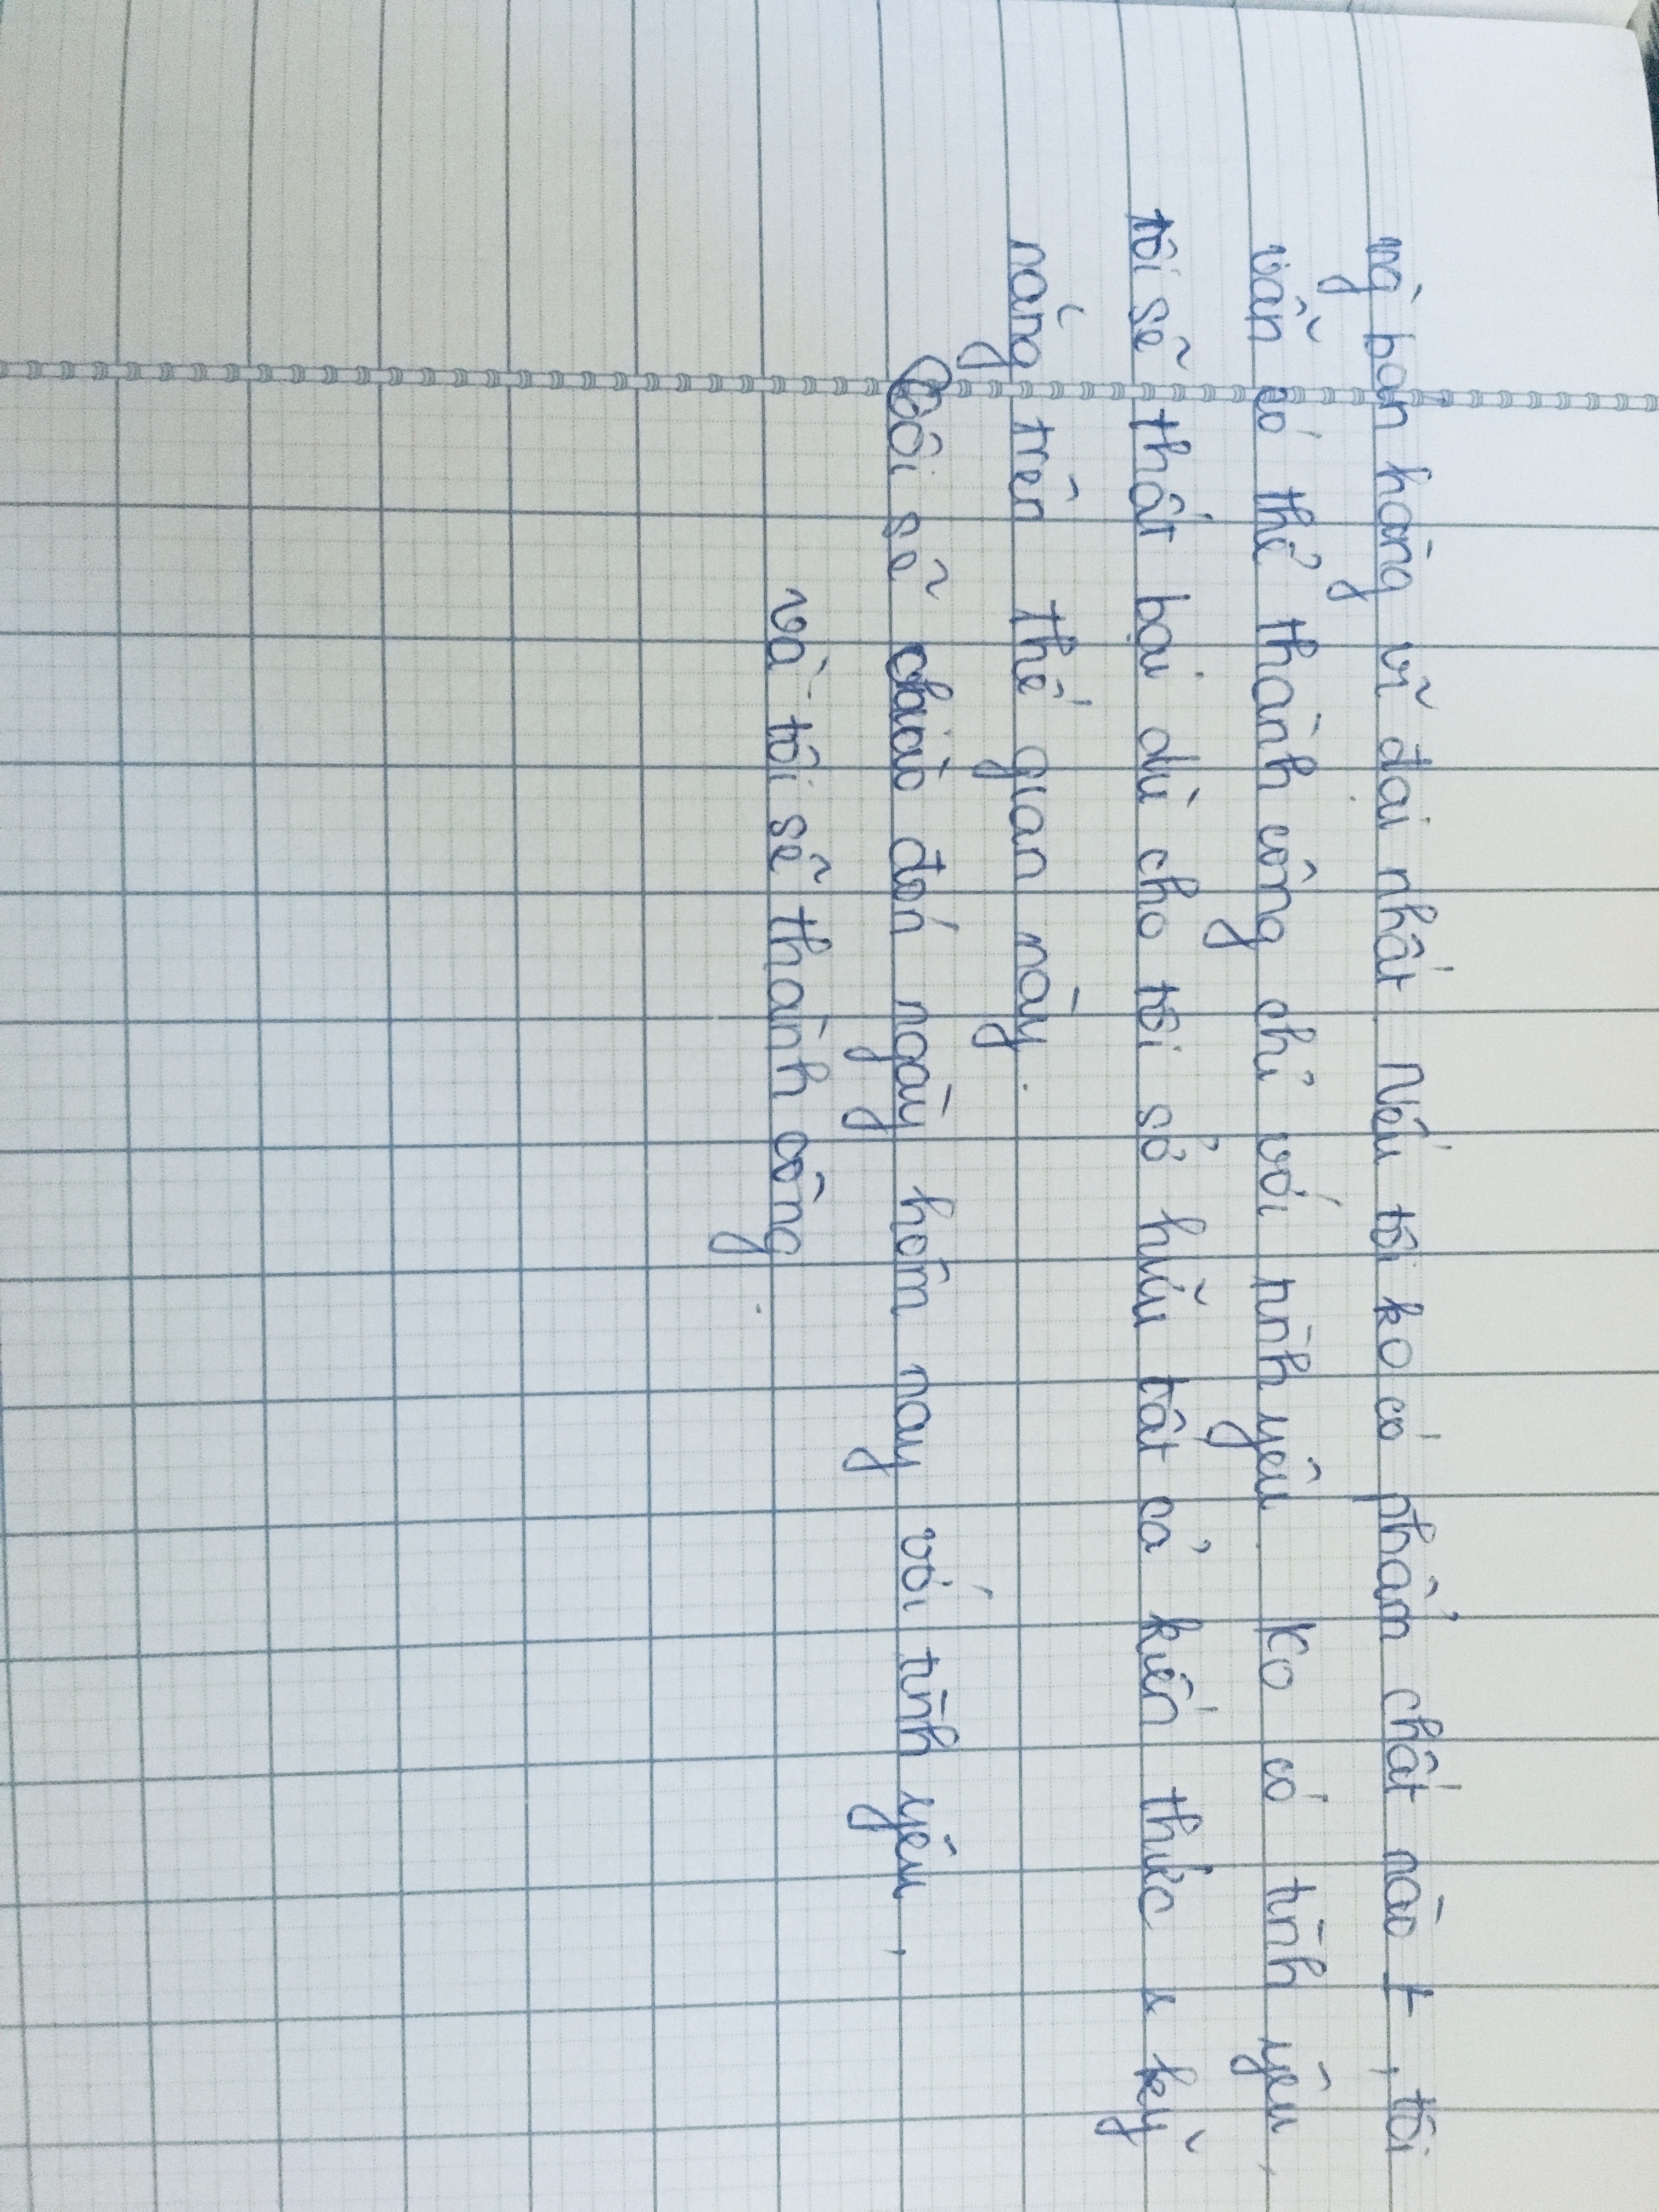 ng` bán hàng vĩ đại nhất. Nếu tôi ko có phẩm chất nào #, tôi
vẫn có thể thành công chỉ với tình yêu. Ko có tình yêu,
tôi sẽ thất bại dù cho tôi sở hữu tất cả kiến thức & kỹ
năng trên thế gian này.
Tôi sẽ chào đón ngày hôm nay với tình yêu,
và tôi sẽ thành công.